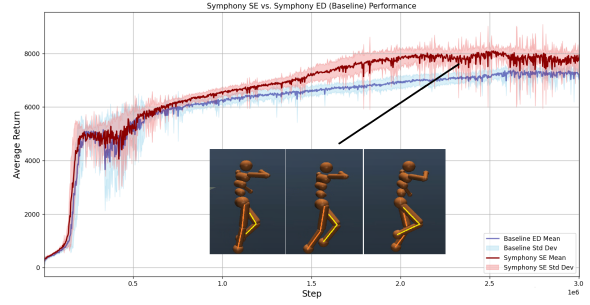 Symphony SE vs. Symphony ED (Baseline) Performance
Average Return
8000
6000
4000
2000
0
0.5
1.0
1.5
2.0
2.5
3.0
1e6
Step
Baseline ED Mean
Baseline Std Dev
Symphony SE Mean
Symphony SE Std Dev